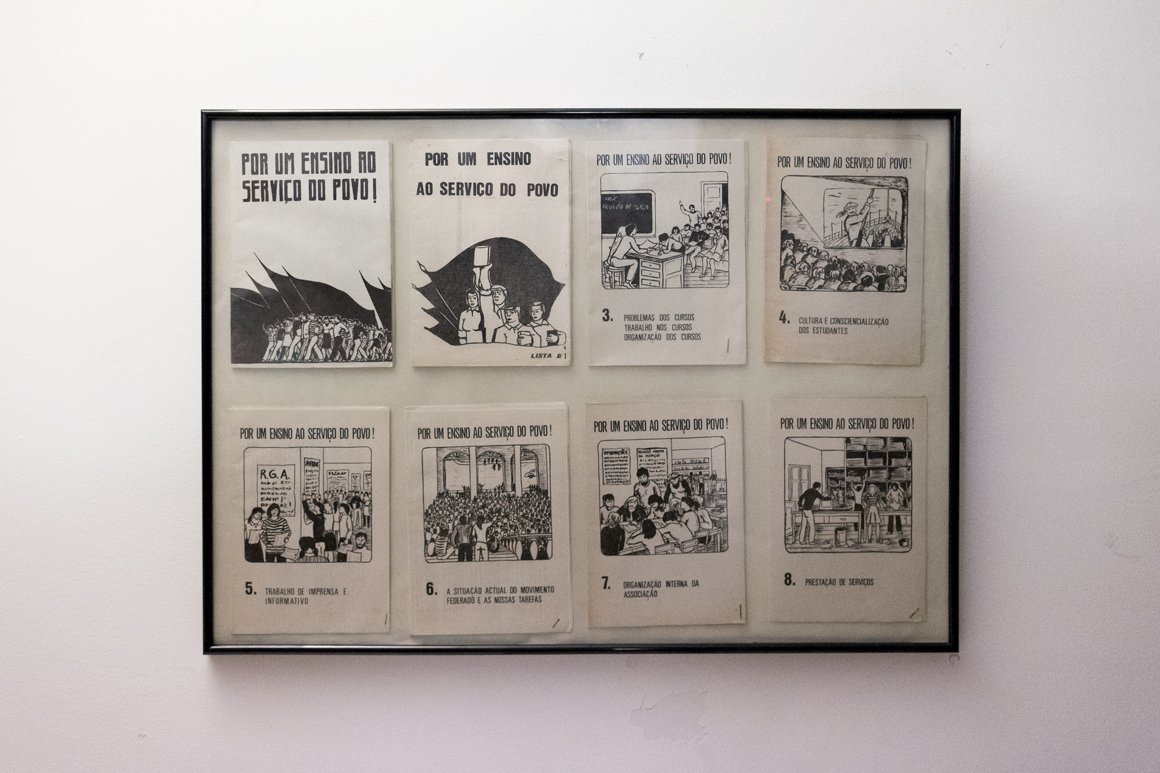 POR UM ENSINO AO
SERVIÇO DO POVO!
POR UM ENSINO
AO SERVIÇO DO POVO
LISTA E
POR UM ENSINO AO SERVIÇO DO POVO!
REUNIÃO DE CURSO
3. PROBLEMAS DOS CURSOS
TRABALHO NOS CURSOS
ORGANIZAÇÃO DOS CURSOS
POR UM ENSINO AO SERVIÇO DO POVO!
4. CULTURA E CONSCIENCIALIZAÇÃO
DOS ESTUDANTES
POR UM ENSINO AO SERVIÇO DO POVO!
R.G.A.
5. TRABALHO DE IMPRENSA E
INFORMATIVO
POR UM ENSINO AO SERVIÇO DO POVO!
6. A SITUAÇÃO ACTUAL DO MOVIMENTO
FEDERADO E AS NOSSAS TAREFAS
POR UM ENSINO AO SERVIÇO DO POVO!
7. ORGANIZAÇÃO INTERNA DA
ASSOCIAÇÃO
POR UM ENSINO AO SERVIÇO DO POVO!
8. PRESTAÇÃO DE SERVIÇOS